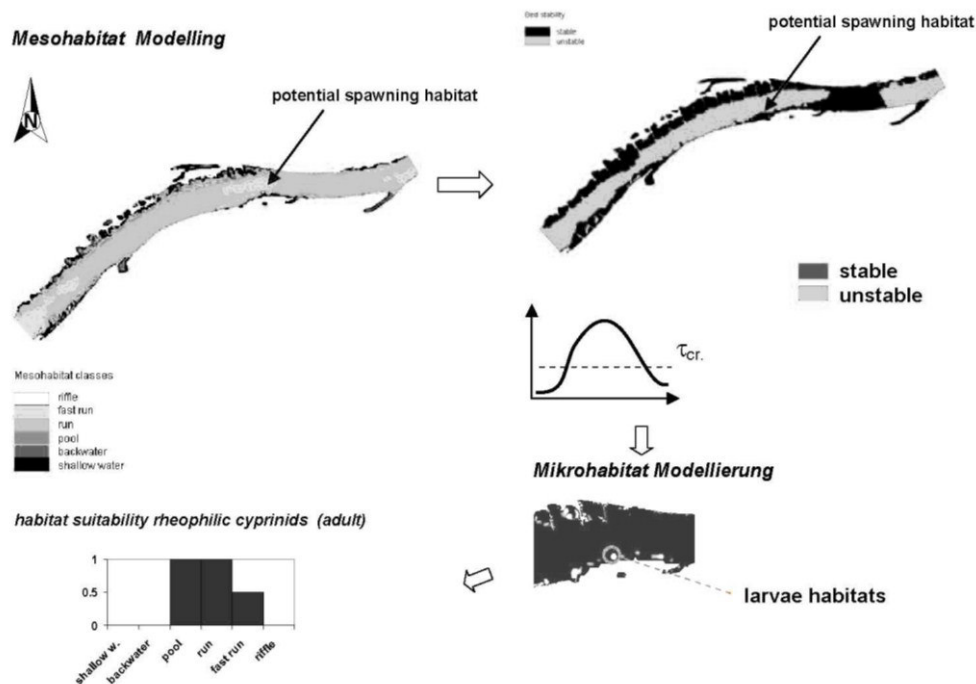 Mesohabitat Modelling
potential spawning habitat
N
Mesohabitat classes
riffle
fast run
run
pool
backwater
shallow water
Bed stability
stable
unstable
potential spawning habitat
stable
unstable
τcr.
Mikrohabitat Modellierung
larvae habitats
habitat suitability rheophilic cyprinids (adult)
1
0.5
0
shallow w.
backwater
pool
run
fast run
riffle